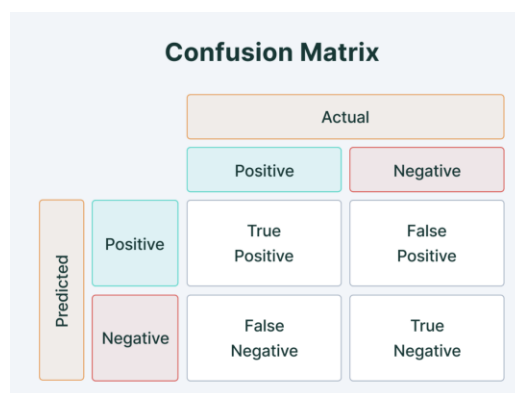 Confusion Matrix
Actual
Positive
Negative
Predicted
Positive
True
Positive
False
Positive
Negative
False
Negative
True
Negative